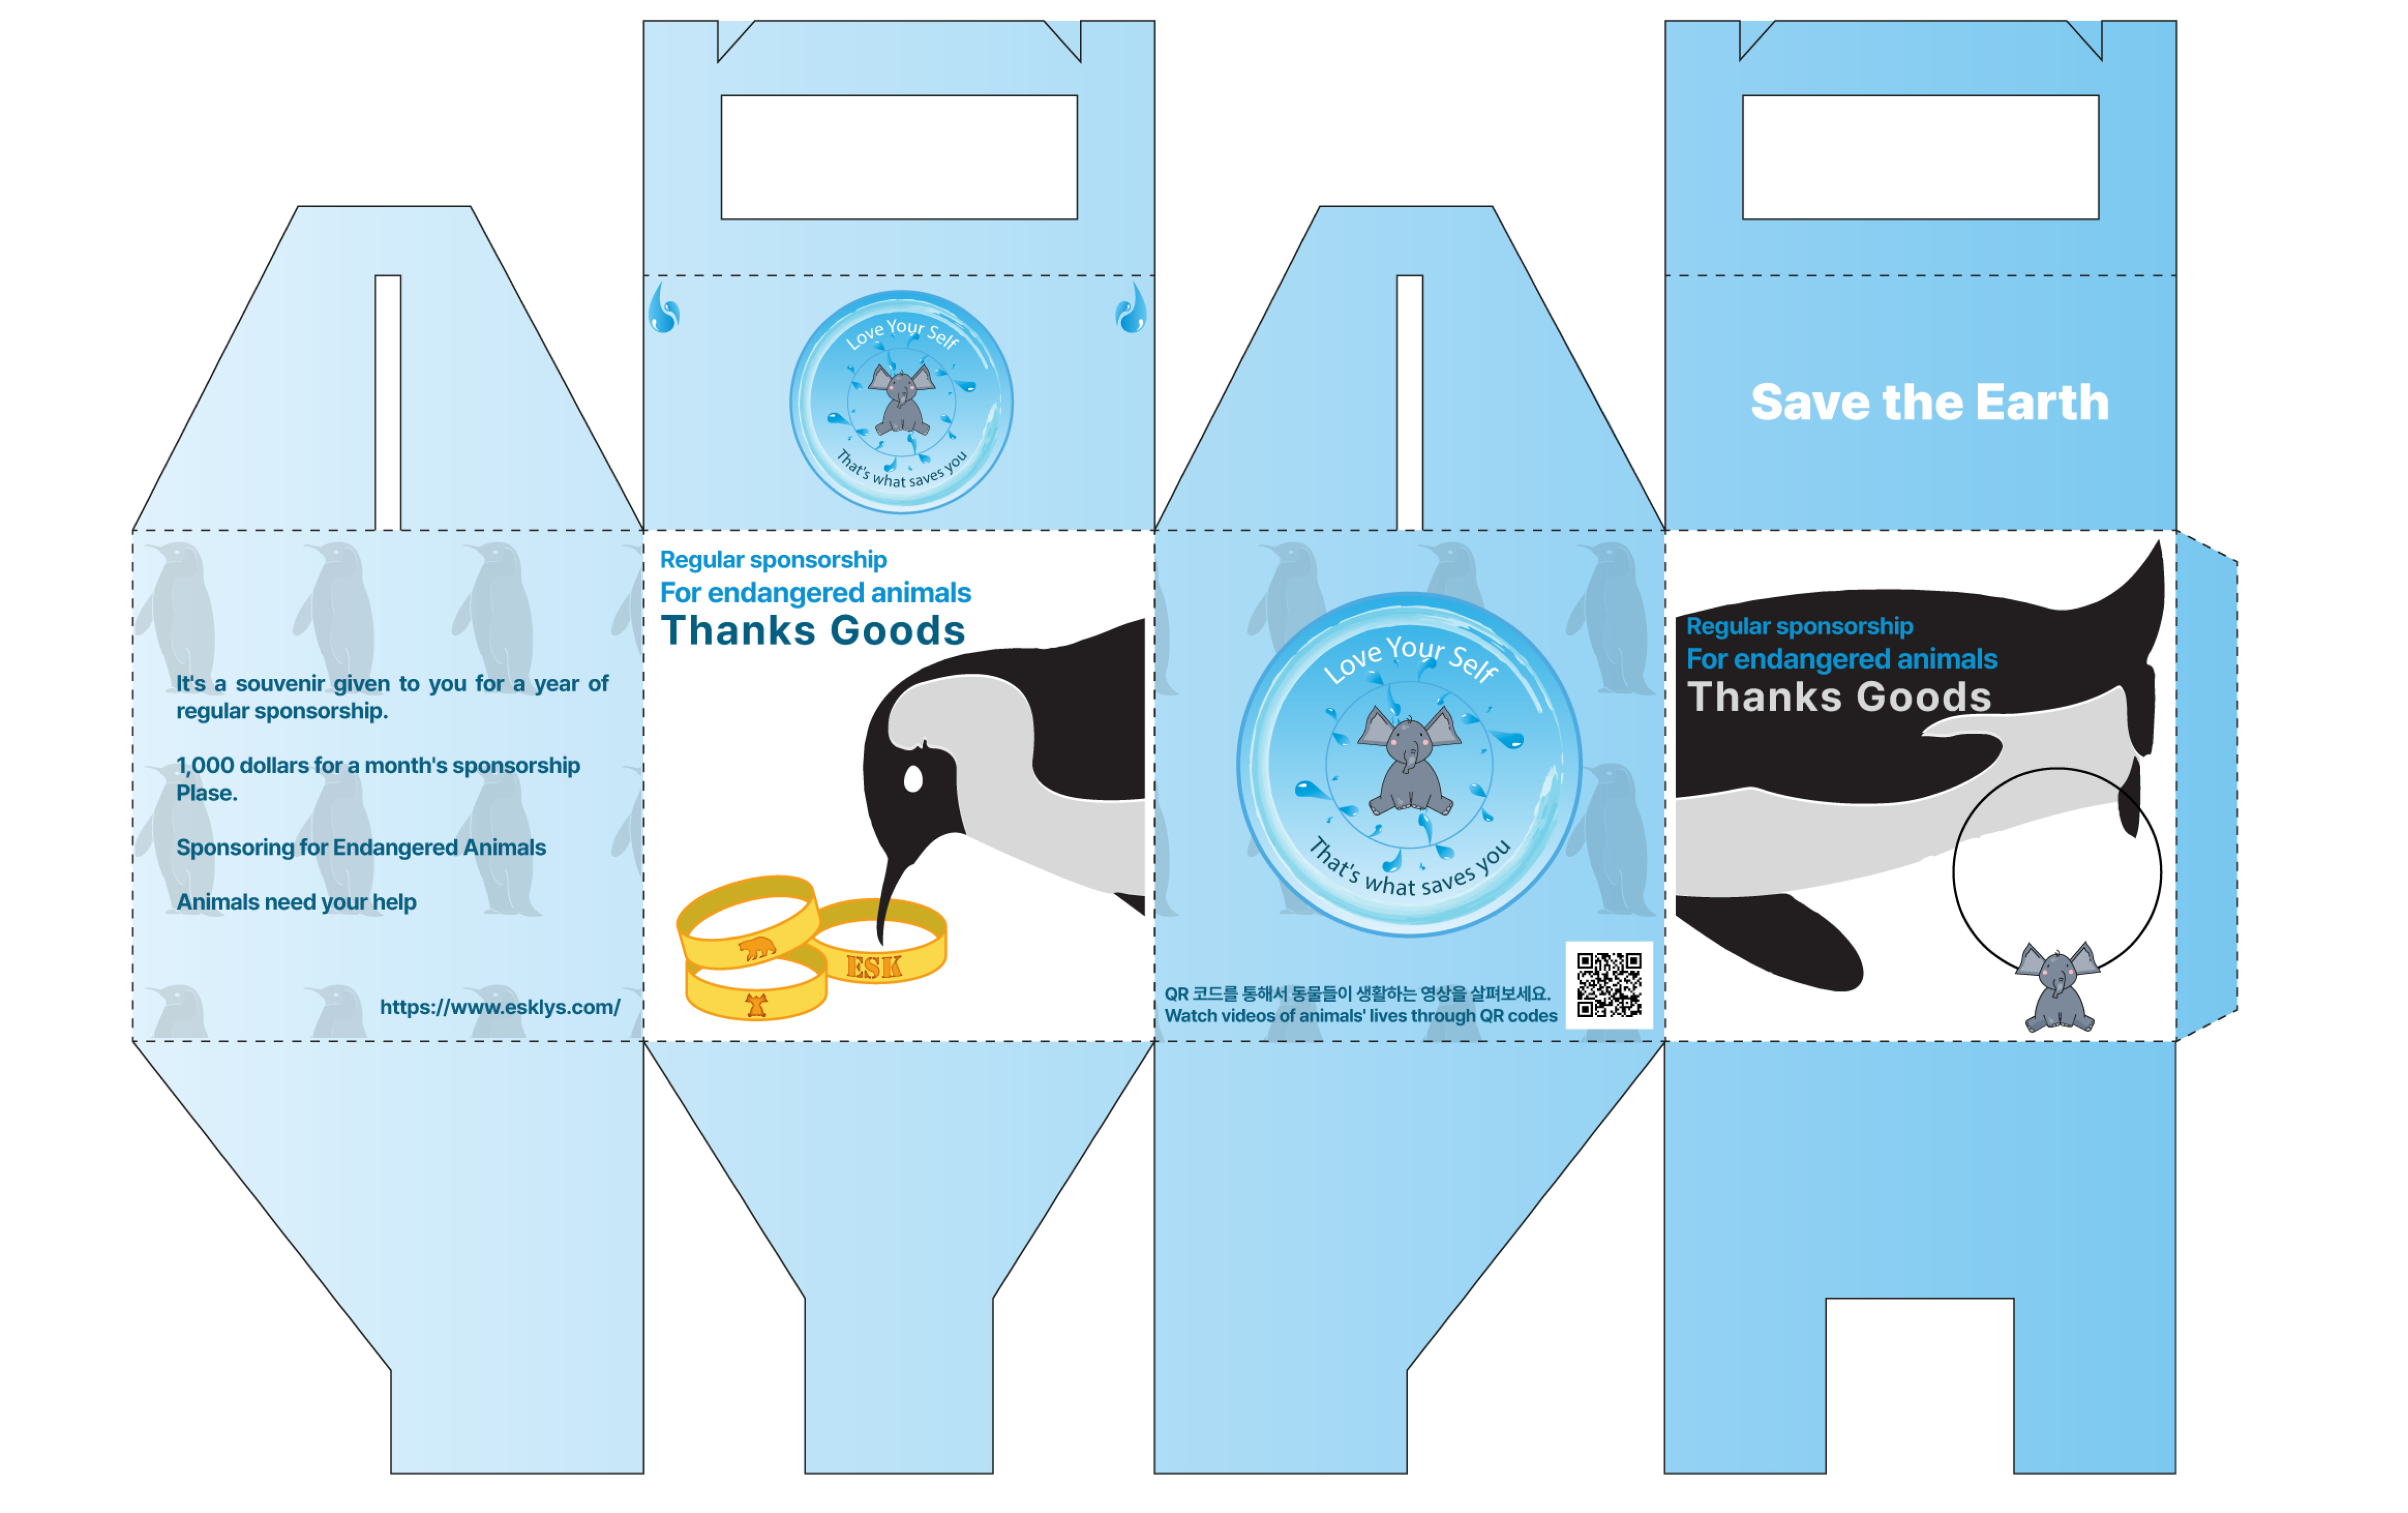 Love Your Self
That's what saves you
Save the Earth
It's a souvenir given to you for a year of
regular sponsorship.
1,000 dollars for a month's sponsorship
Plase.
Sponsoring for Endangered Animals
Animals need your help
https://www.esklys.com/
Regular sponsorship
For endangered animals
Thanks Goods
ESK
Love Your Self
That's what saves you
QR 코드를 통해서 동물들이 생활하는 영상을 살펴보세요.
Watch videos of animals' lives through QR codes
Regular sponsorship
For endangered animals
Thanks Goods